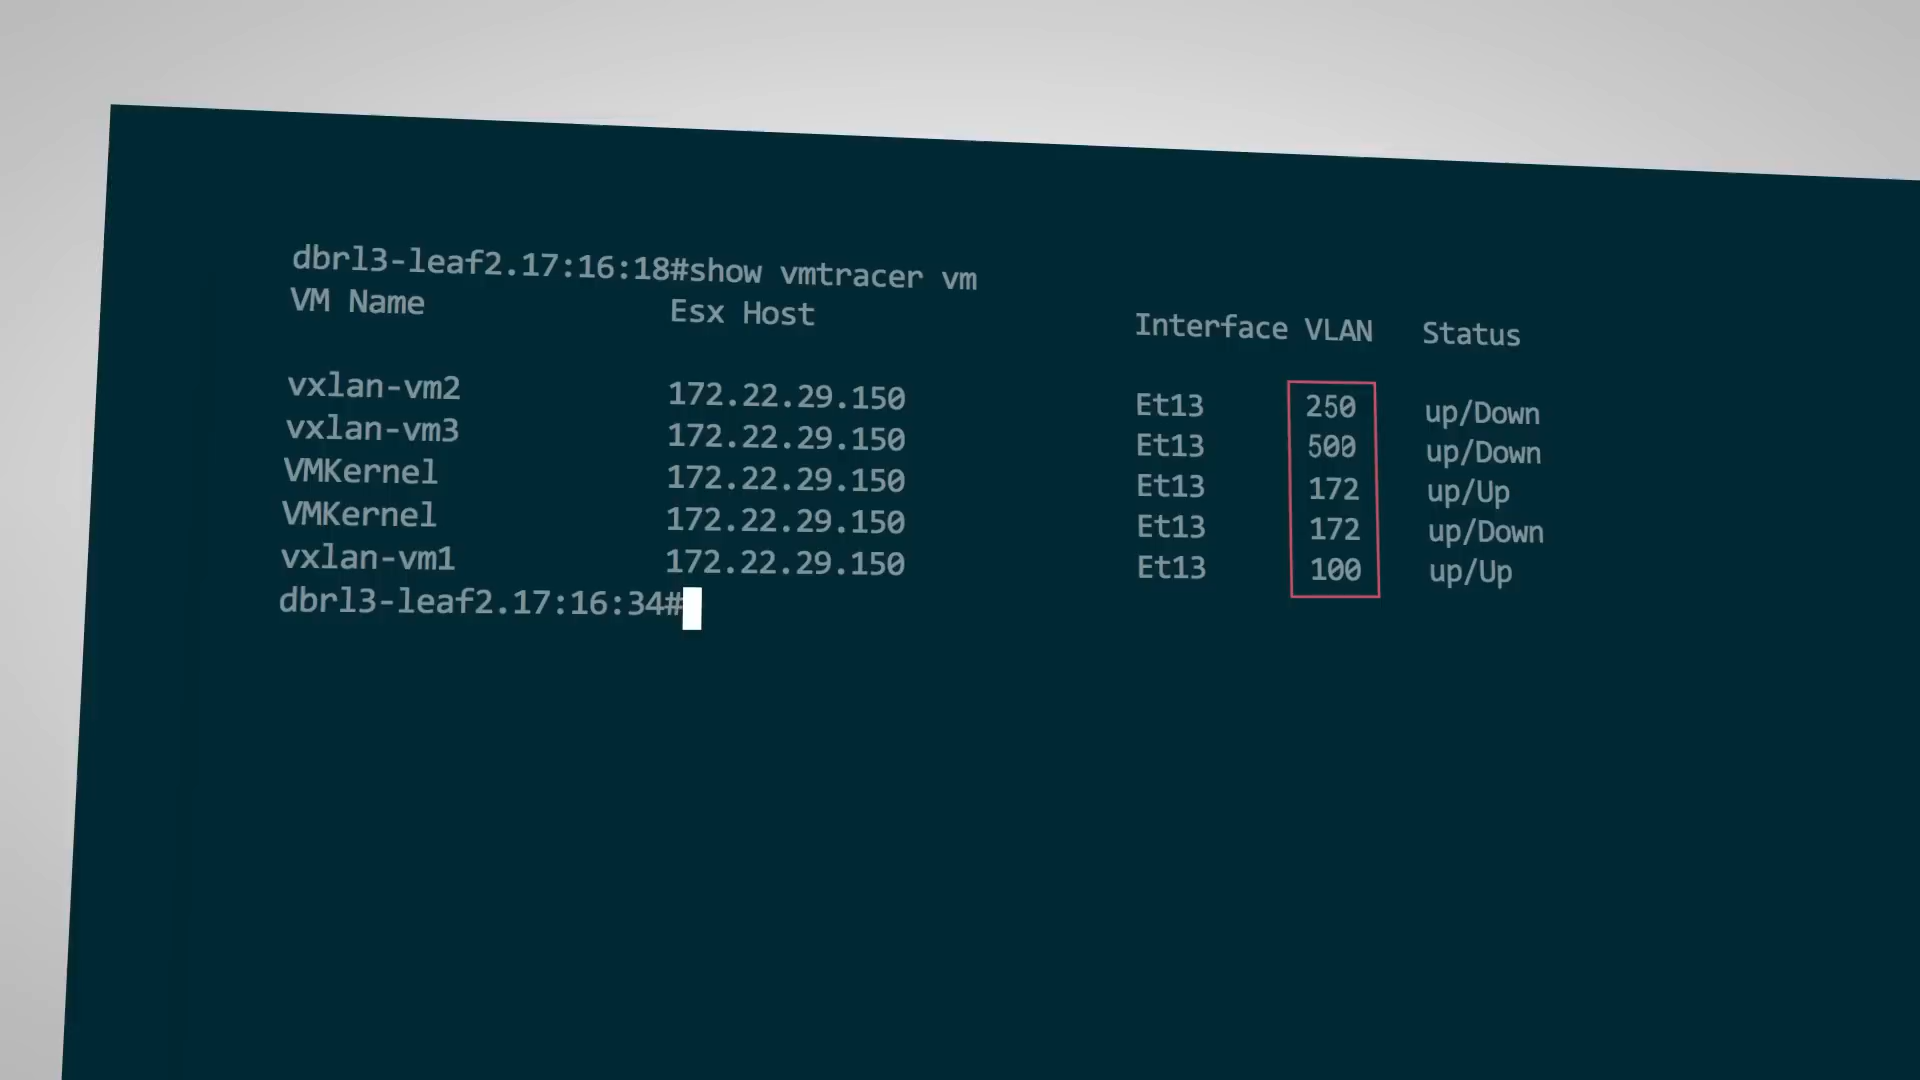 dbrl3-leaf2.17:16:18#show vmtracer vm
VM Name Esx Host Interface VLAN Status
vxlan-vm2 172.22.29.150 Et13 250 up/Down
vxlan-vm3 172.22.29.150 Et13 500 up/Down
VMKernel 172.22.29.150 Et13 172 up/Up
VMKernel 172.22.29.150 Et13 172 up/Down
vxlan-vm1 172.22.29.150 Et13 100 up/Up
dbrl3-leaf2.17:16:34#